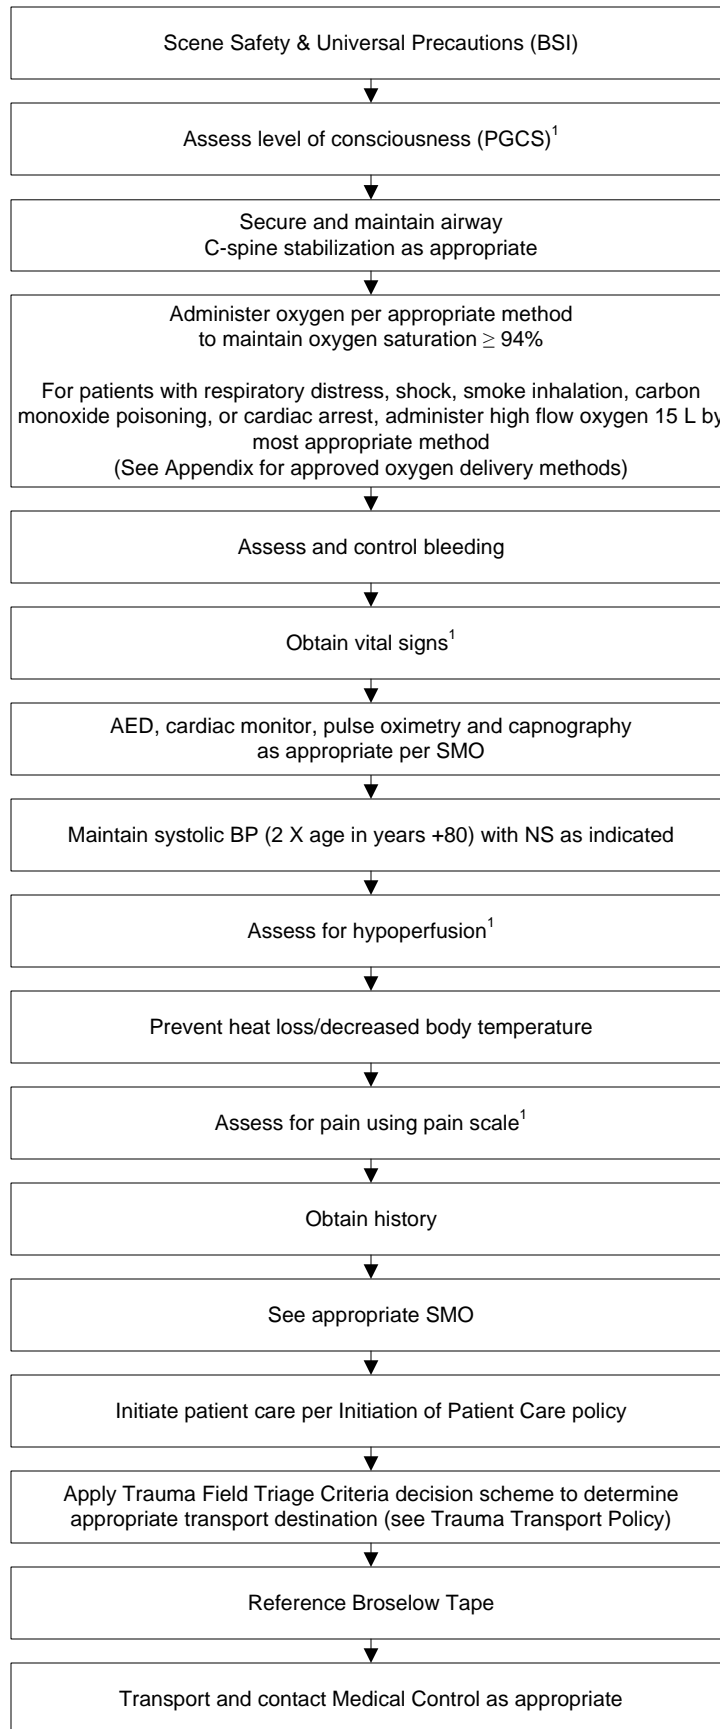 Scene Safety & Universal Precautions (BSI)
Assess level of consciousness (PGCS)¹
Secure and maintain airway
C-spine stabilization as appropriate
Administer oxygen per appropriate method
to maintain oxygen saturation ≥ 94%
For patients with respiratory distress, shock, smoke inhalation, carbon
monoxide poisoning, or cardiac arrest, administer high flow oxygen 15 L by
most appropriate method
(See Appendix for approved oxygen delivery methods)
Assess and control bleeding
Obtain vital signs¹
AED, cardiac monitor, pulse oximetry and capnography
as appropriate per SMO
Maintain systolic BP (2 X age in years +80) with NS as indicated
Assess for hypoperfusion¹
Prevent heat loss/decreased body temperature
Assess for pain using pain scale¹
Obtain history
See appropriate SMO
Initiate patient care per Initiation of Patient Care policy
Apply Trauma Field Triage Criteria decision scheme to determine
appropriate transport destination (see Trauma Transport Policy)
Reference Broselow Tape
Transport and contact Medical Control as appropriate